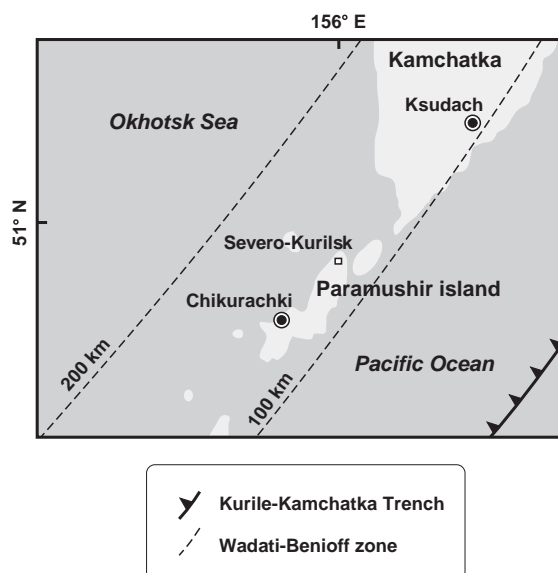 156° E
Kamchatka
Ksudach
Okhotsk Sea
51° N
Severo-Kurilsk
Paramushir island
Chikurachki
200 km
100 km
Pacific Ocean
Kurile-Kamchatka Trench
Wadati-Benioff zone